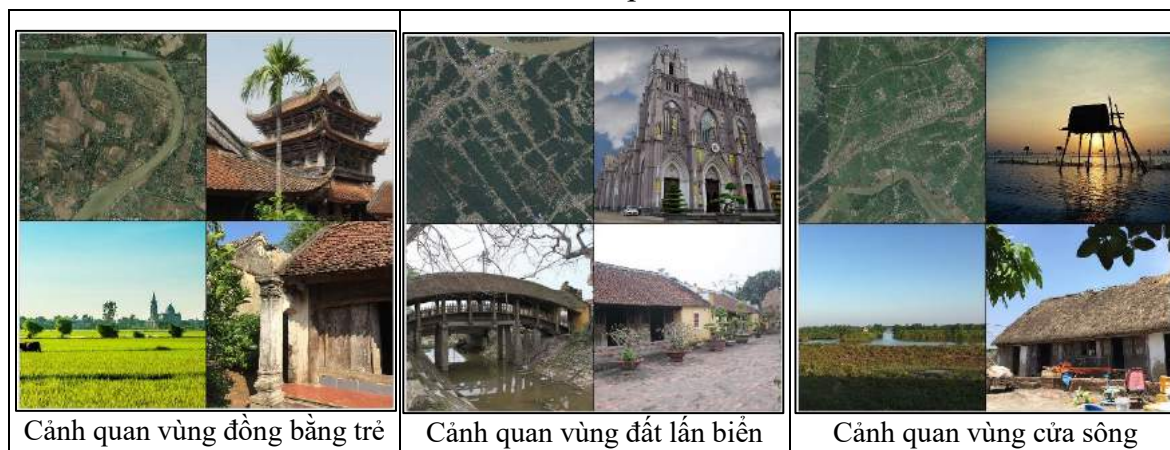 Cảnh quan vùng đồng bằng trẻ
Cảnh quan vùng đất lấn biển
Cảnh quan vùng cửa sông